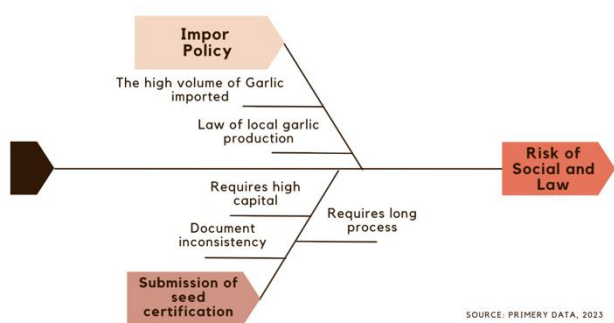 Impor
Policy
The high volume of Garlic
imported
Law of local garlic
production
Risk of
Social and
Law
Requires high
capital
Requires long
process
Document
inconsistency
Submission of
seed
certification
SOURCE: PRIMERY DATA, 2023